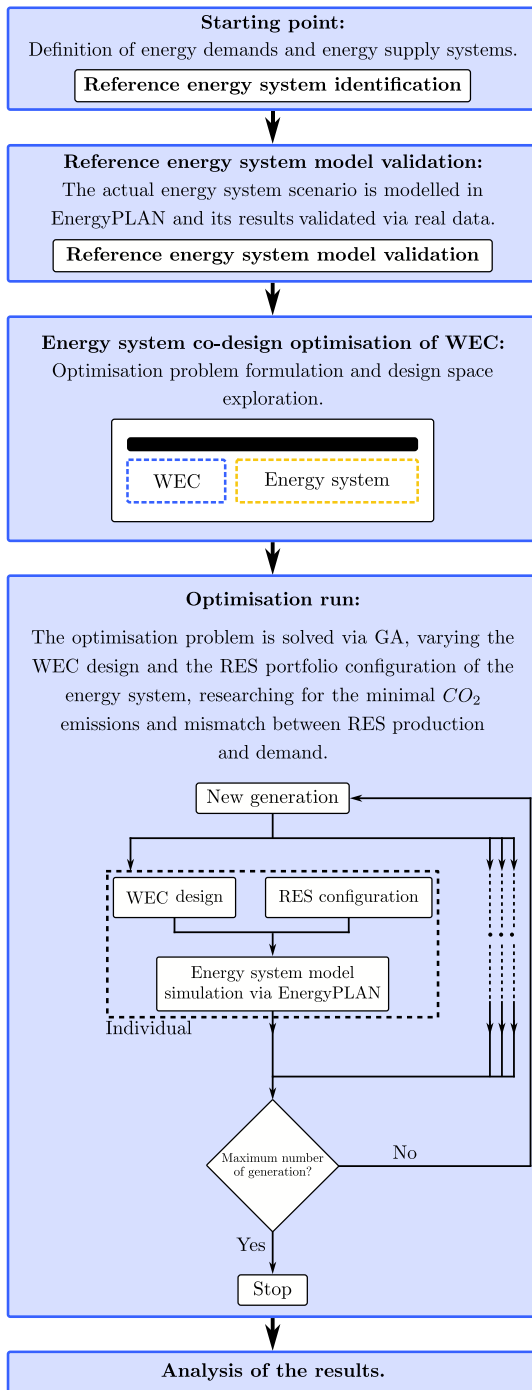 Starting point:
Definition of energy demands and energy supply systems.
Reference energy system identification
Reference energy system model validation:
The actual energy system scenario is modelled in
EnergyPLAN and its results validated via real data.
Reference energy system model validation
Energy system co-design optimisation of WEC:
Optimisation problem formulation and design space
exploration.
WEC
Energy system
Optimisation run:
The optimisation problem is solved via GA, varying the
WEC design and the RES portfolio configuration of the
energy system, researching for the minimal CO₂
emissions and mismatch between RES production
and demand.
New generation
WEC design
RES configuration
Energy system model
simulation via EnergyPLAN
Individual
Maximum number
of generation?
No
Yes
Stop
Analysis of the results.